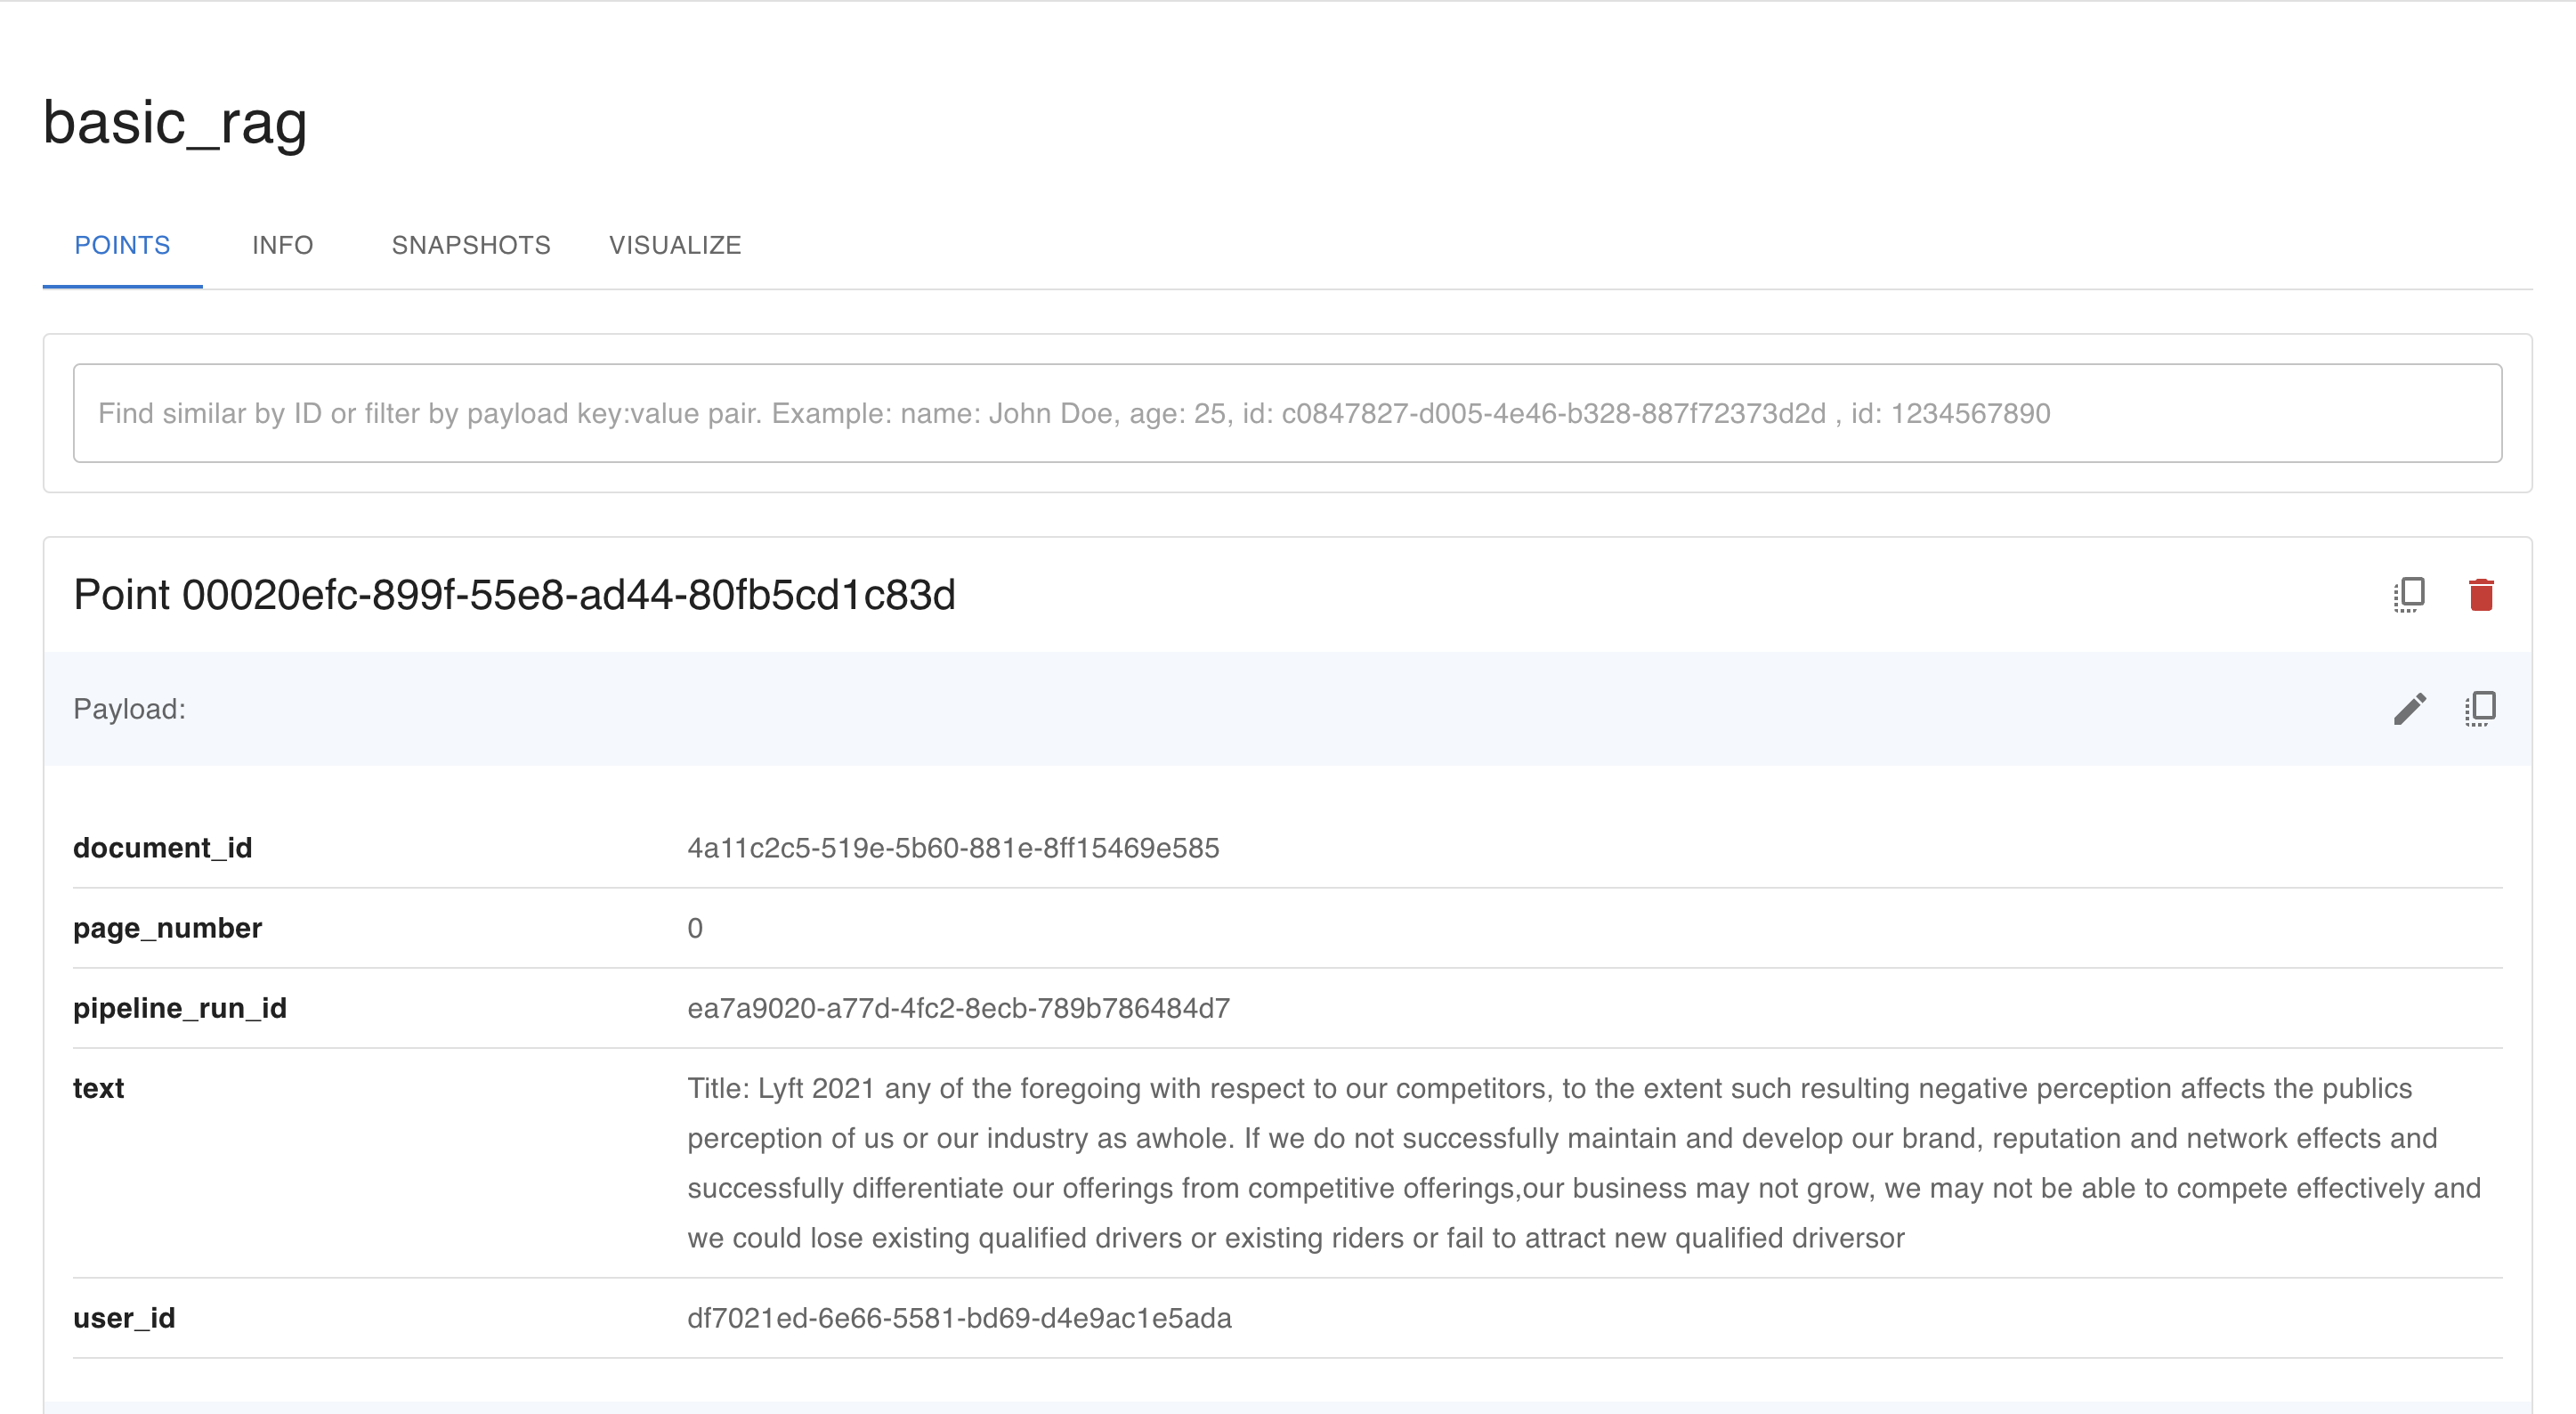 basic_rag
POINTS INFO SNAPSHOTS VISUALIZE
Find similar by ID or filter by payload key:value pair. Example: name: John Doe, age: 25, id: c0847827-d005-4e46-b328-887f72373d2d , id: 1234567890
Point 00020efc-899f-55e8-ad44-80fb5cd1c83d
Payload:
document_id 4a11c2c5-519e-5b60-881e-8ff15469e585
page_number 0
pipeline_run_id ea7a9020-a77d-4fc2-8ecb-789b786484d7
text Title: Lyft 2021 any of the foregoing with respect to our competitors, to the extent such resulting negative perception affects the publics
perception of us or our industry as awhole. If we do not successfully maintain and develop our brand, reputation and network effects and
successfully differentiate our offerings from competitive offerings,our business may not grow, we may not be able to compete effectively and
we could lose existing qualified drivers or existing riders or fail to attract new qualified driversor
user_id df7021ed-6e66-5581-bd69-d4e9ac1e5ada